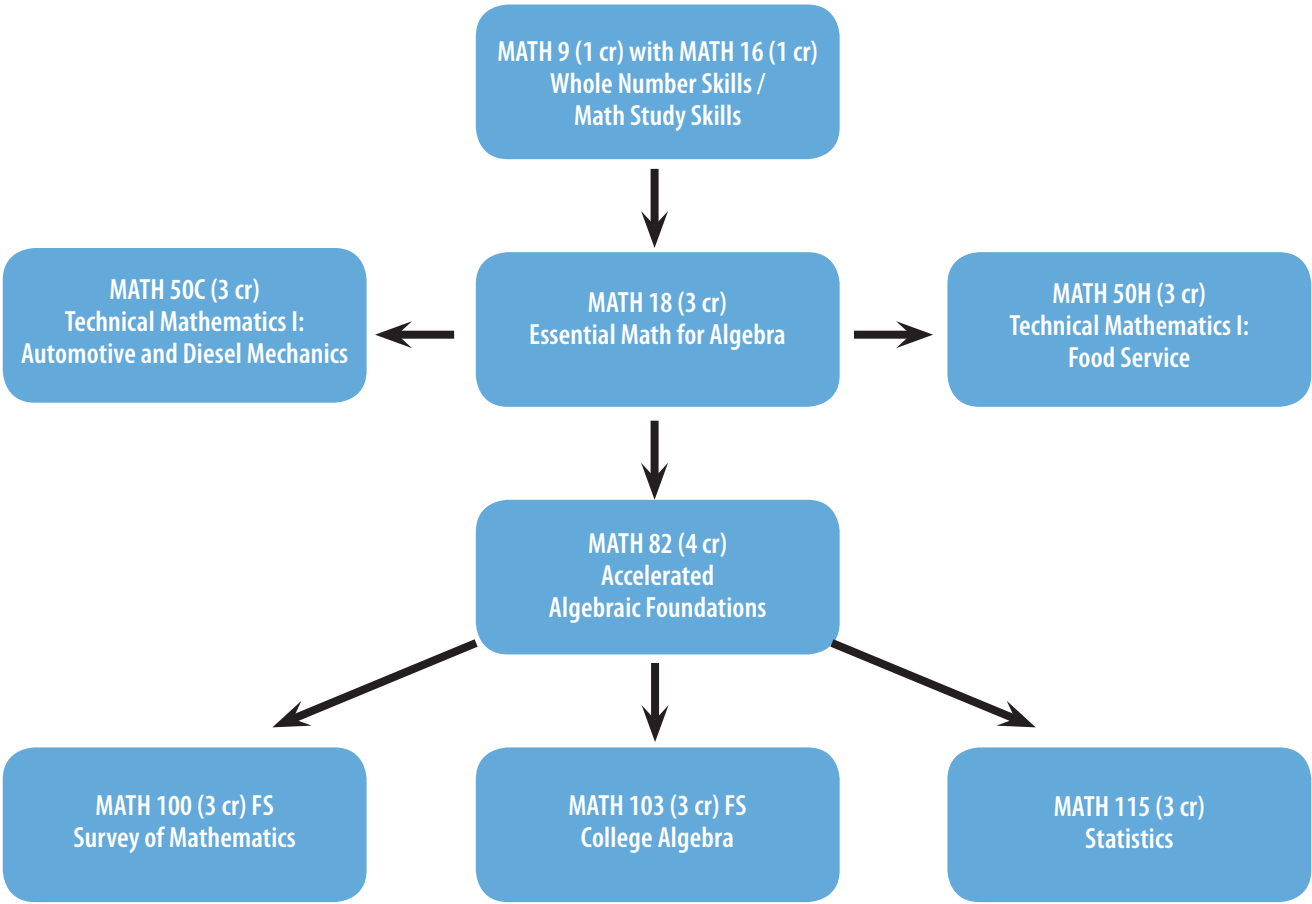 MATH 9 (1 cr) with MATH 16 (1 cr)
Whole Number Skills /
Math Study Skills
MATH 50C (3 cr)
Technical Mathematics I:
Automotive and Diesel Mechanics
MATH 18 (3 cr)
Essential Math for Algebra
MATH 50H (3 cr)
Technical Mathematics I:
Food Service
MATH 82 (4 cr)
Accelerated
Algebraic Foundations
MATH 100 (3 cr) FS
Survey of Mathematics
MATH 103 (3 cr) FS
College Algebra
MATH 115 (3 cr)
Statistics